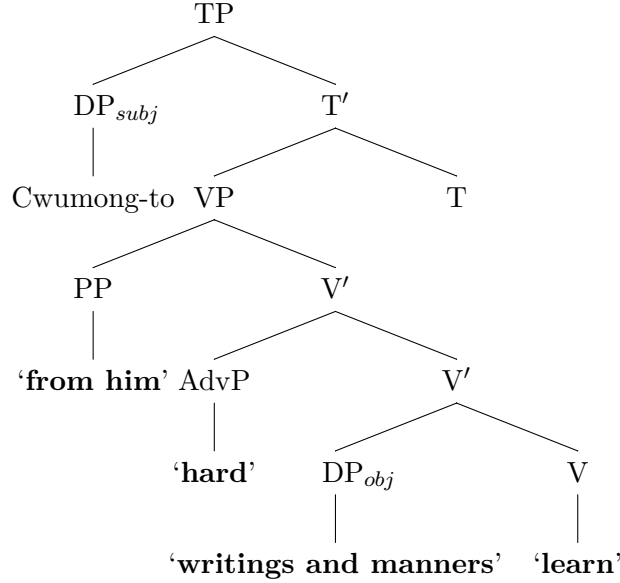 TP
DP_subj T′
Cwumong-to VP T
PP V′
‘from him’ AdvP V′
‘hard’ DP_obj V
‘writings and manners’ ‘learn’